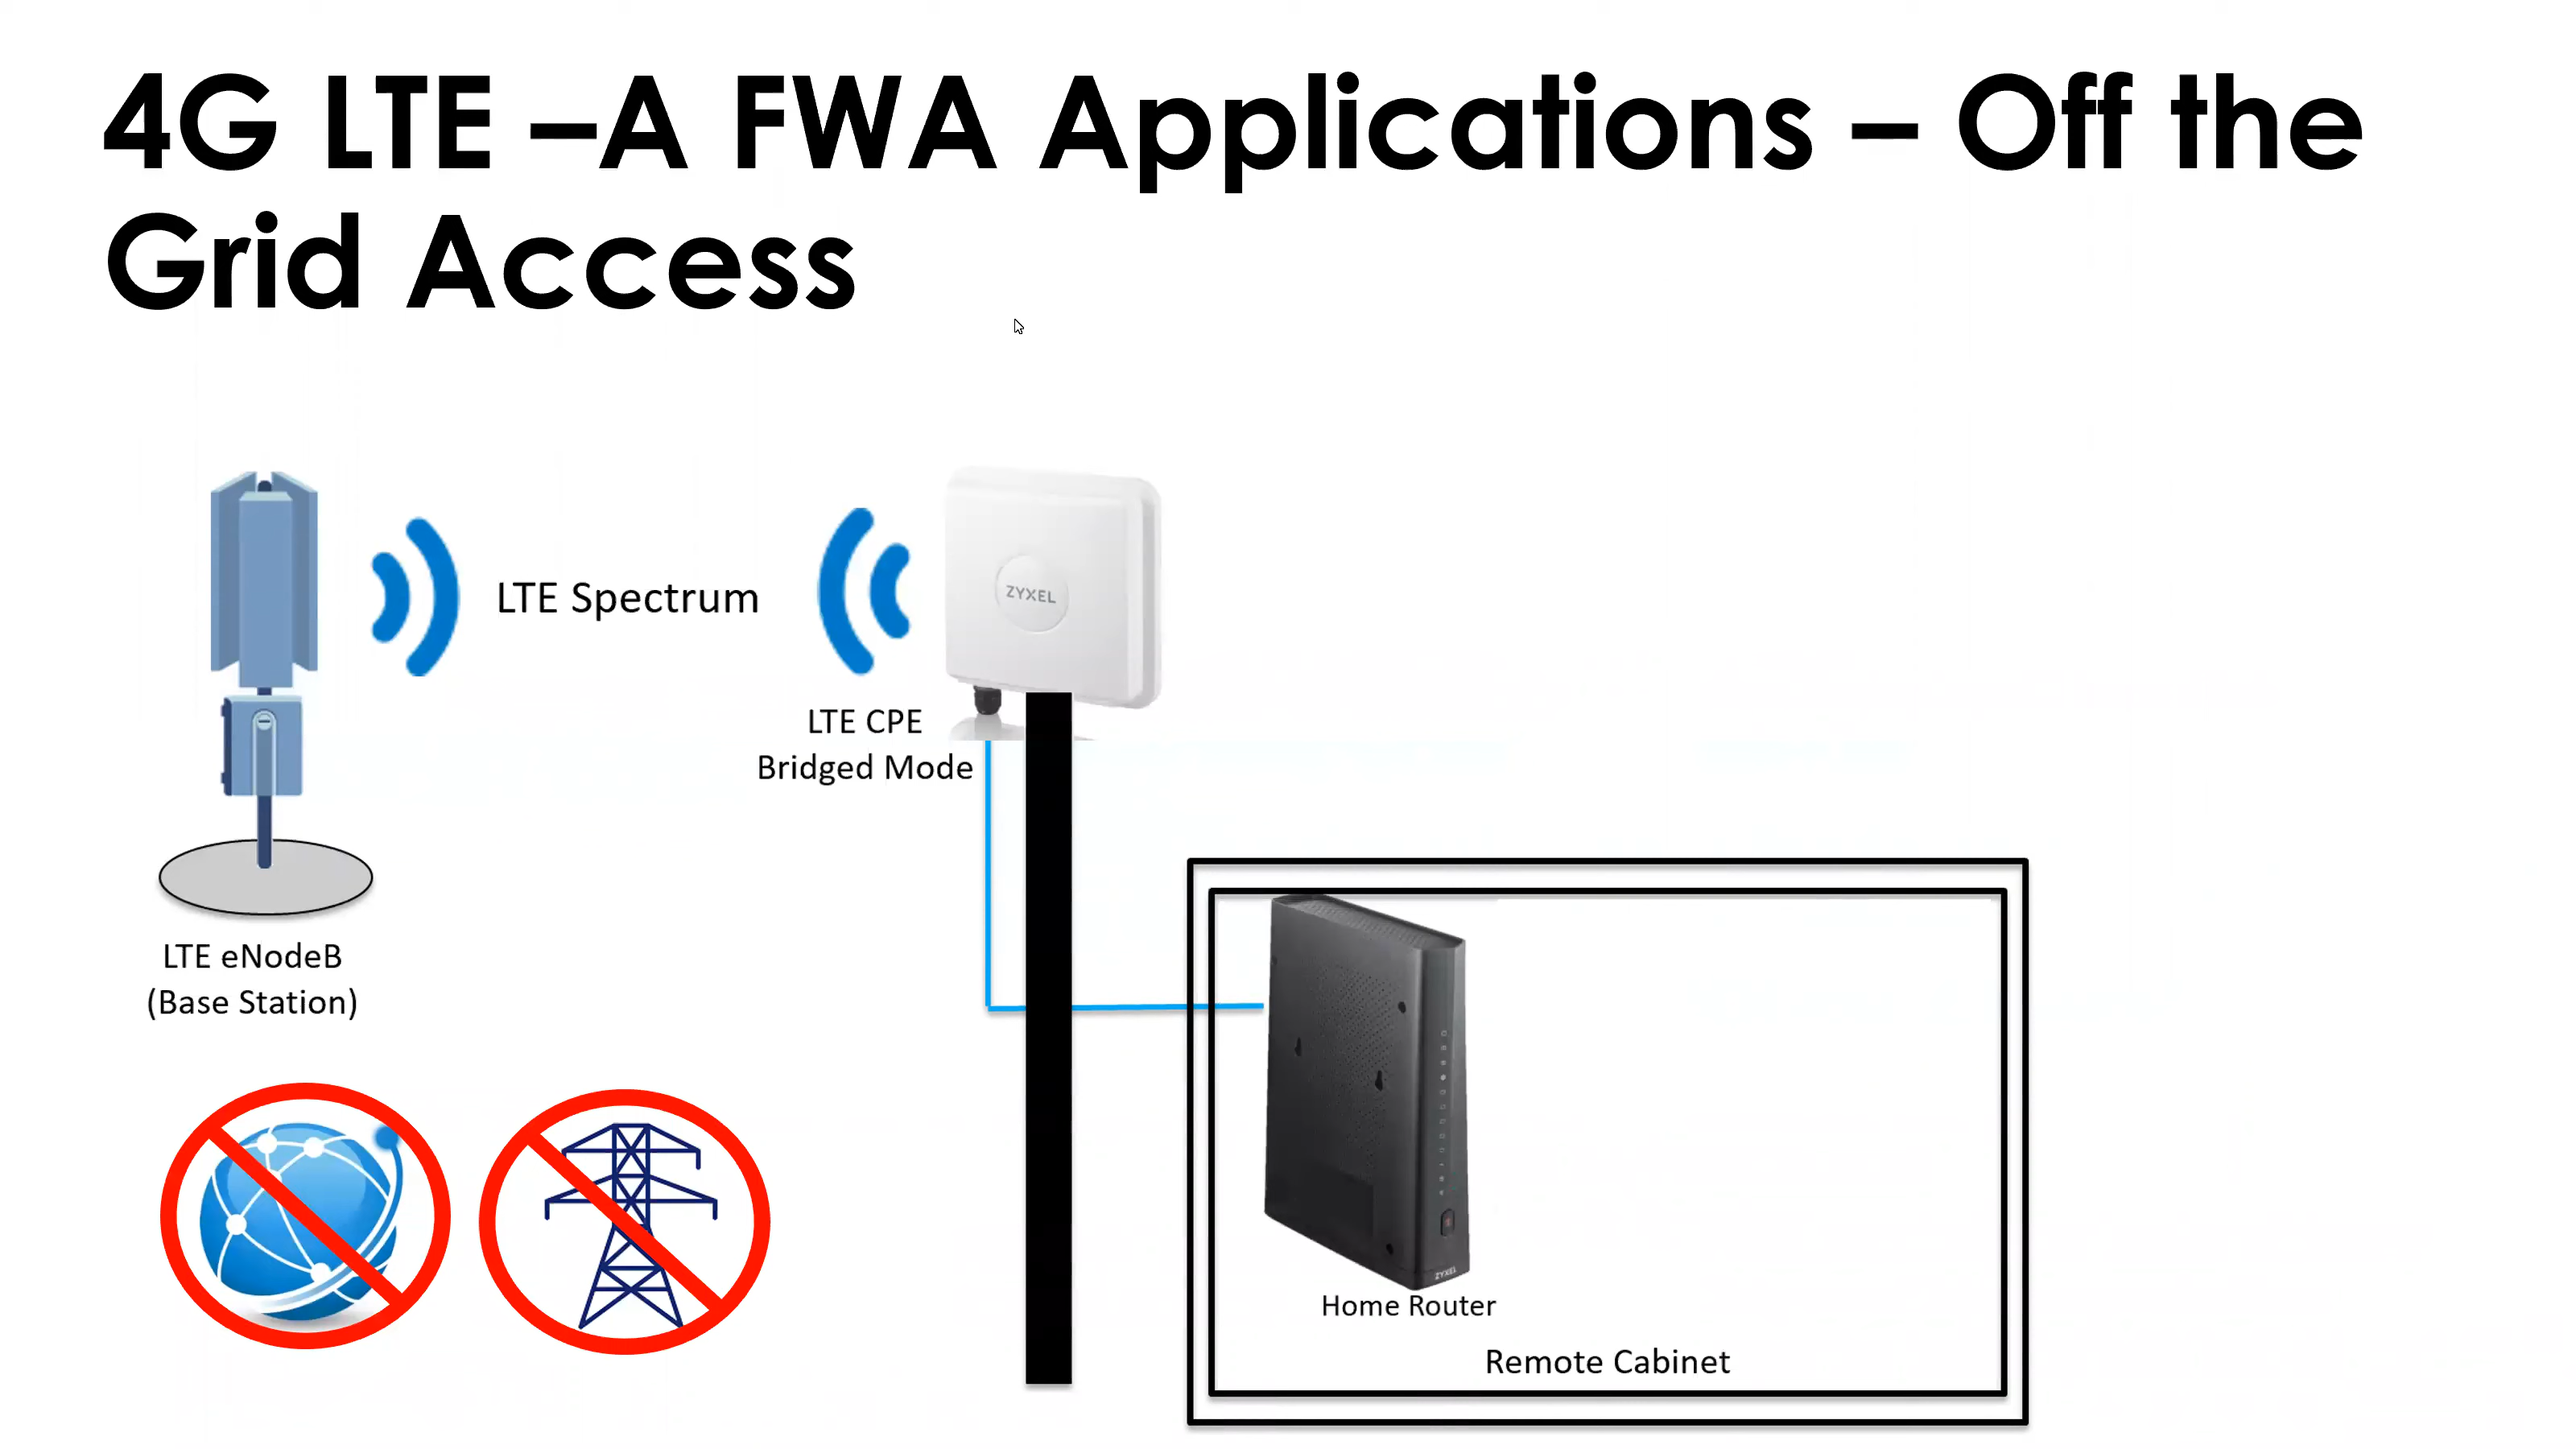 4G LTE –A FWA Applications – Off the
Grid Access
LTE Spectrum
ZYXEL
LTE CPE
Bridged Mode
LTE eNodeB
(Base Station)
ZYXEL
Home Router
Remote Cabinet